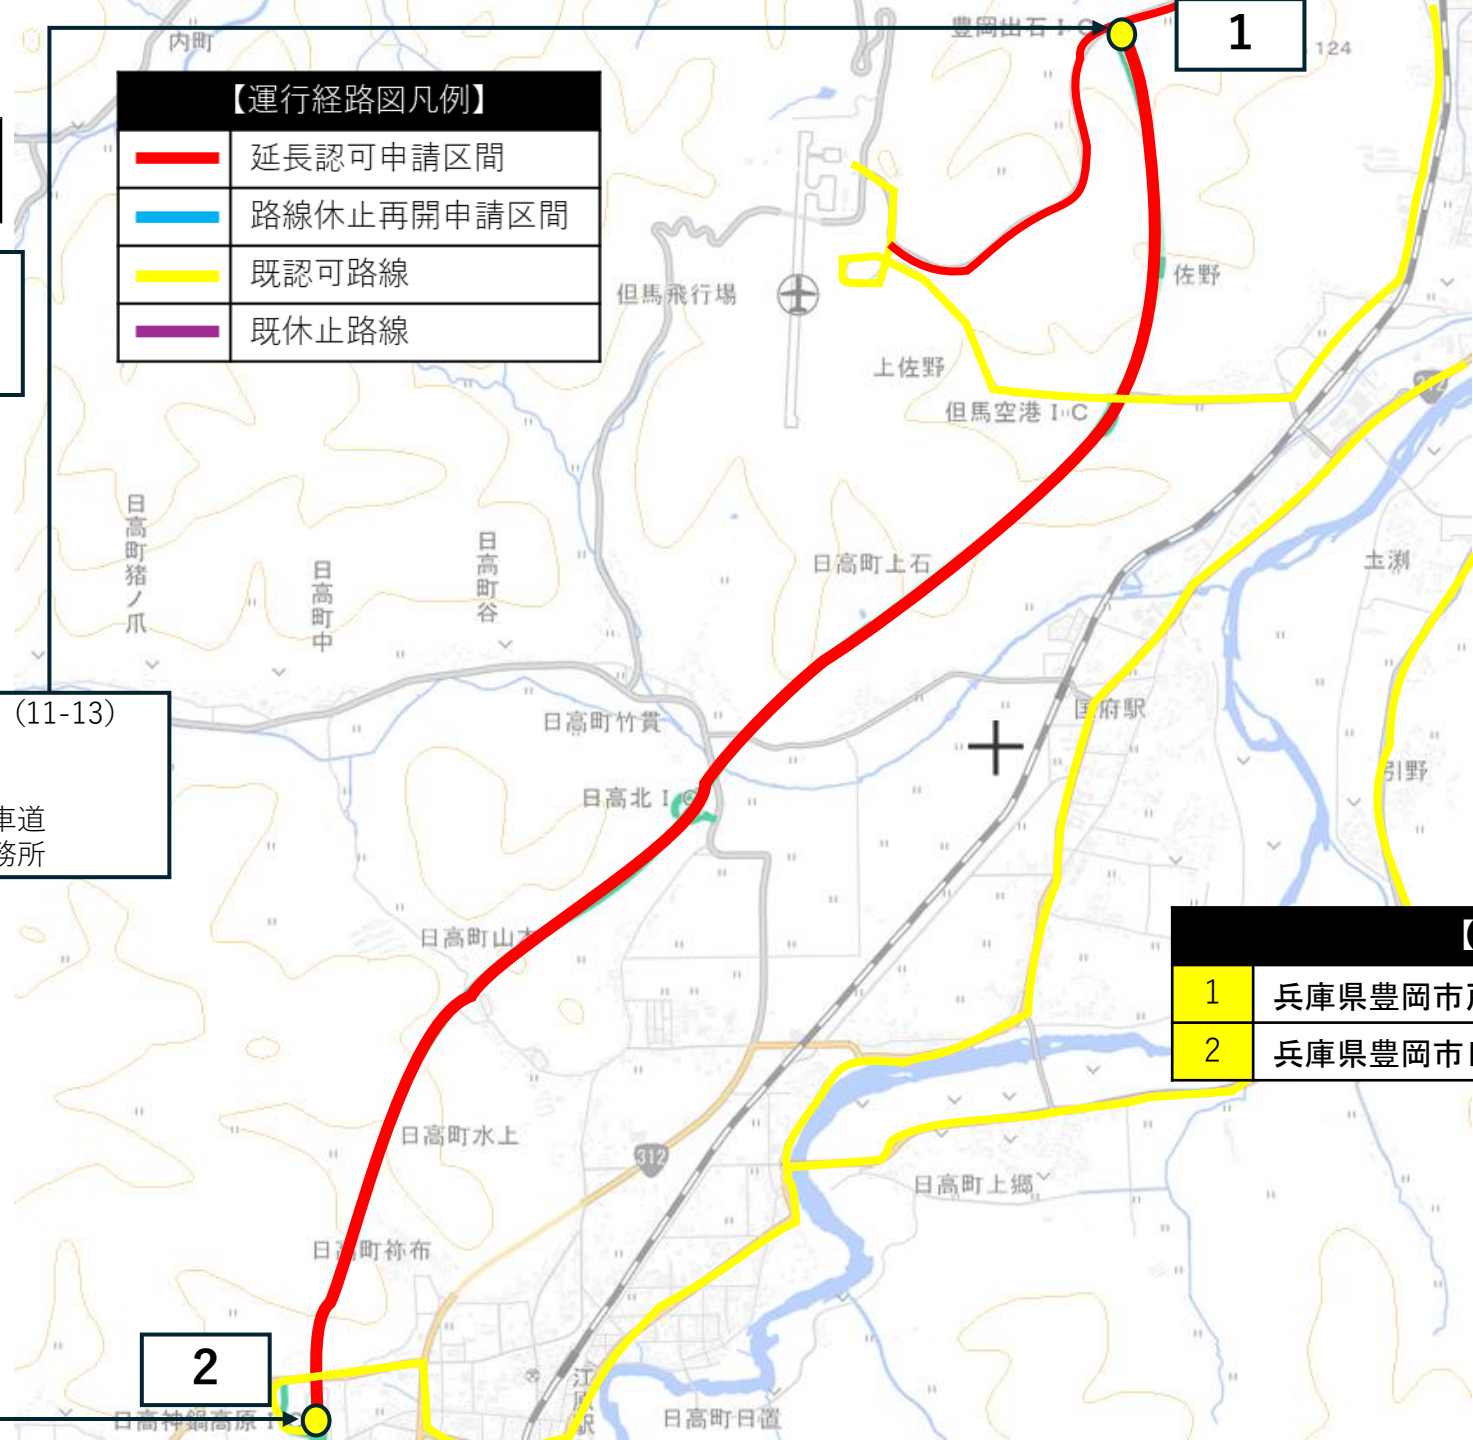 内町
豊岡出石I・C
1
124
【運行経路図凡例】
延長認可申請区間
路線休止再開申請区間
既認可路線
既休止路線
但馬飛行場
佐野
上佐野
但馬空港I・C
日高町猪ノ爪
日高町中
日高町谷
日高町上石
土渕
(11-13)
日高町竹貫
国府駅
引野
日高北I
車道
務所
日高町山本
【
1 兵庫県豊岡市
2 兵庫県豊岡市
日高町水上
312
日高町上郷
日高町祢布
2
江原駅
日高神鍋高原I
日高町日置